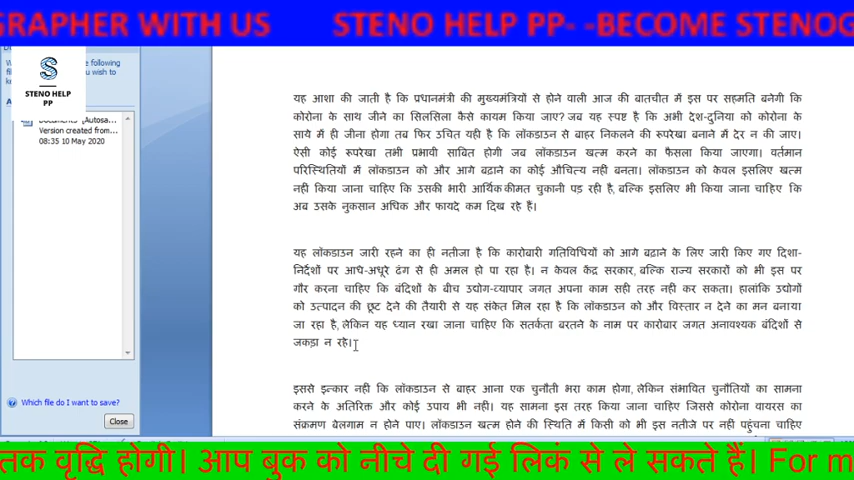 GRAPHER WITH US STENO HELP PP- -BECOME STENOG
the following
wish to
STENO HELP
PP
Version created from...
08:35 10 May 2020
यह आशा की जाती है कि प्रधानमंत्री की मुख्यमंत्रियों से होने वाली आज की बातचीत में इस पर सहमति बनेगी कि
कोरोना के साथ जीने का सिलसिला कैसे कायम किया जाए? जब यह स्पष्ट है कि अभी देश-दुनिया को कोरोना के
साये में ही जीना होगा तब फिर उचित यही है कि लॉकडाउन से बाहर निकलने की रूपरेखा बनाने में देर न की जाए।
ऐसी कोई रूपरेखा तभी प्रभावी साबित होगी जब लॉकडाउन खत्म करने का फैसला किया जाएगा। वर्तमान
परिस्थितियों में लॉकडाउन को और आगे बढ़ाने का कोई औचित्य नहीं बनता। लॉकडाउन को केवल इसलिए खत्म
नहीं किया जाना चाहिए कि उसकी भारी आर्थिक कीमत चुकानी पड़ रही है, बल्कि इसलिए भी किया जाना चाहिए कि
अब उसके नुकसान अधिक और फायदे कम दिख रहे हैं।
यह लॉकडाउन जारी रहने का ही नतीजा है कि कारोबारी गतिविधियों को आगे बढ़ाने के लिए जारी किए गए दिशा-
निर्देशों पर आधे-अधूरे ढंग से ही अमल हो पा रहा है। न केवल केंद्र सरकार, बल्कि राज्य सरकारों को भी इस पर
गौर करना चाहिए कि बंदिशों के बीच उद्योग-व्यापार जगत अपना काम सही तरह नहीं कर सकता। हालांकि उद्योगों
को उत्पादन की छूट देने की तैयारी से यह संकेत मिल रहा है कि लॉकडाउन को और विस्तार न देने का मन बनाया
जा रहा है, लेकिन यह ध्यान रखा जाना चाहिए कि सतर्कता बरतने के नाम पर कारोबार जगत अनावश्यक बंदिशों से
जकड़ा न रहे।
इससे इन्कार नहीं कि लॉकडाउन से बाहर आना एक चुनौती भरा काम होगा, लेकिन संभावित चुनौतियों का सामना
करने के अतिरिक्त और कोई उपाय भी नहीं। यह सामना इस तरह किया जाना चाहिए जिससे कोरोना वायरस का
संक्रमण बेलगाम न होने पाए। लॉकडाउन खत्म होने की स्थिति में किसी को भी इस नतीजे पर नहीं पहुंचना चाहिए
Which file do I want to save?
Close
तक वृद्धि होगी। आप बुक को नीचे दी गई लिकं से ले सकते हैं। For m